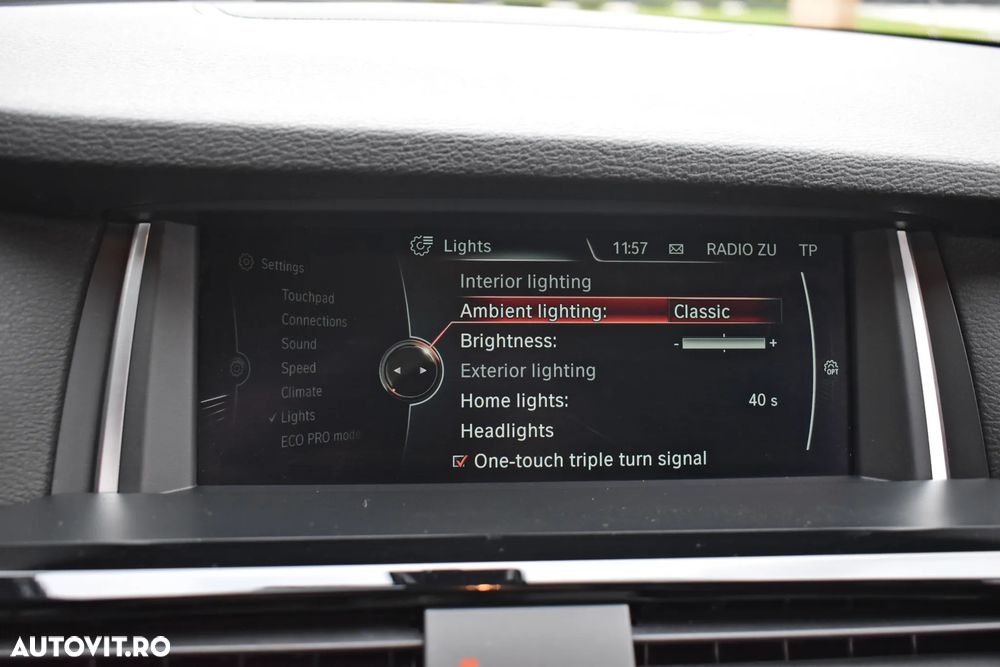 Lights 11:57 RADIO ZU TP
Settings
Touchpad
Connections
Sound
Speed
Climate
✓ Lights
ECO PRO mode
Interior lighting
Ambient lighting: Classic
Brightness: - +
Exterior lighting
Home lights: 40 s
Headlights
One-touch triple turn signal
OPT
AUTOVIT.RO